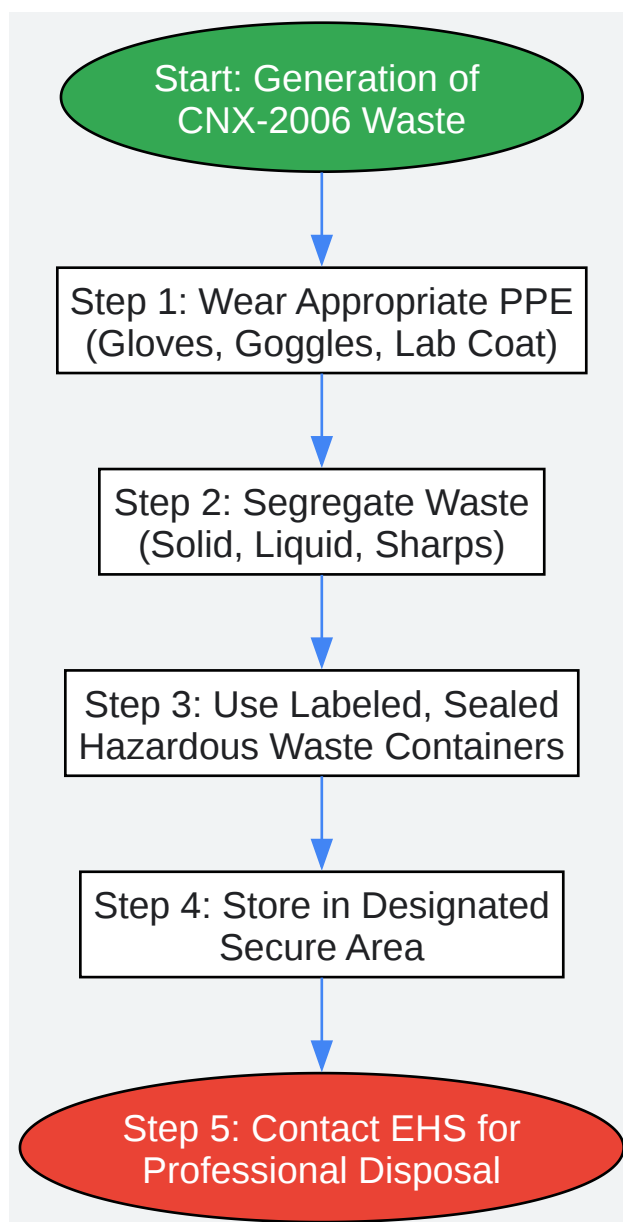 Start: Generation of
CNX-2006 Waste
Step 1: Wear Appropriate PPE
(Gloves, Goggles, Lab Coat)
Step 2: Segregate Waste
(Solid, Liquid, Sharps)
Step 3: Use Labeled, Sealed
Hazardous Waste Containers
Step 4: Store in Designated
Secure Area
Step 5: Contact EHS for
Professional Disposal